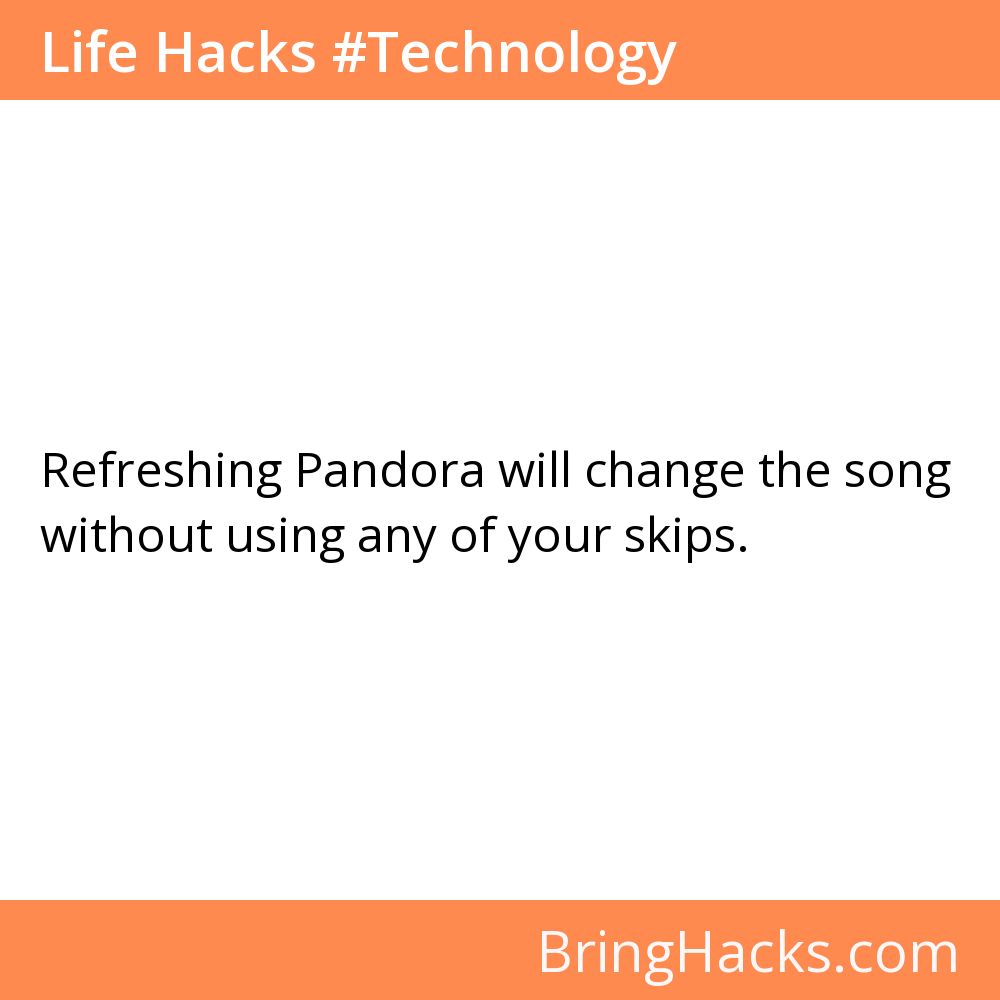 Life Hacks #Technology
Refreshing Pandora will change the song
without using any of your skips.
BringHacks.com